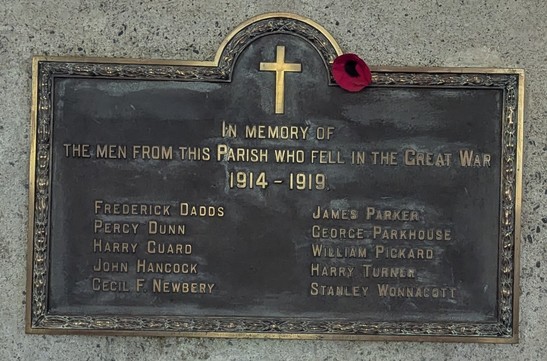 In memory of
the men from this Parish who fell in the Great War
1914 - 1919
Frederick Dadds
Percy Dunn
Harry Guard
John Hancock
Cecil F. Newbery
James Parker
George Parkhouse
William Pickard
Harry Turner
Stanley Wonnacott